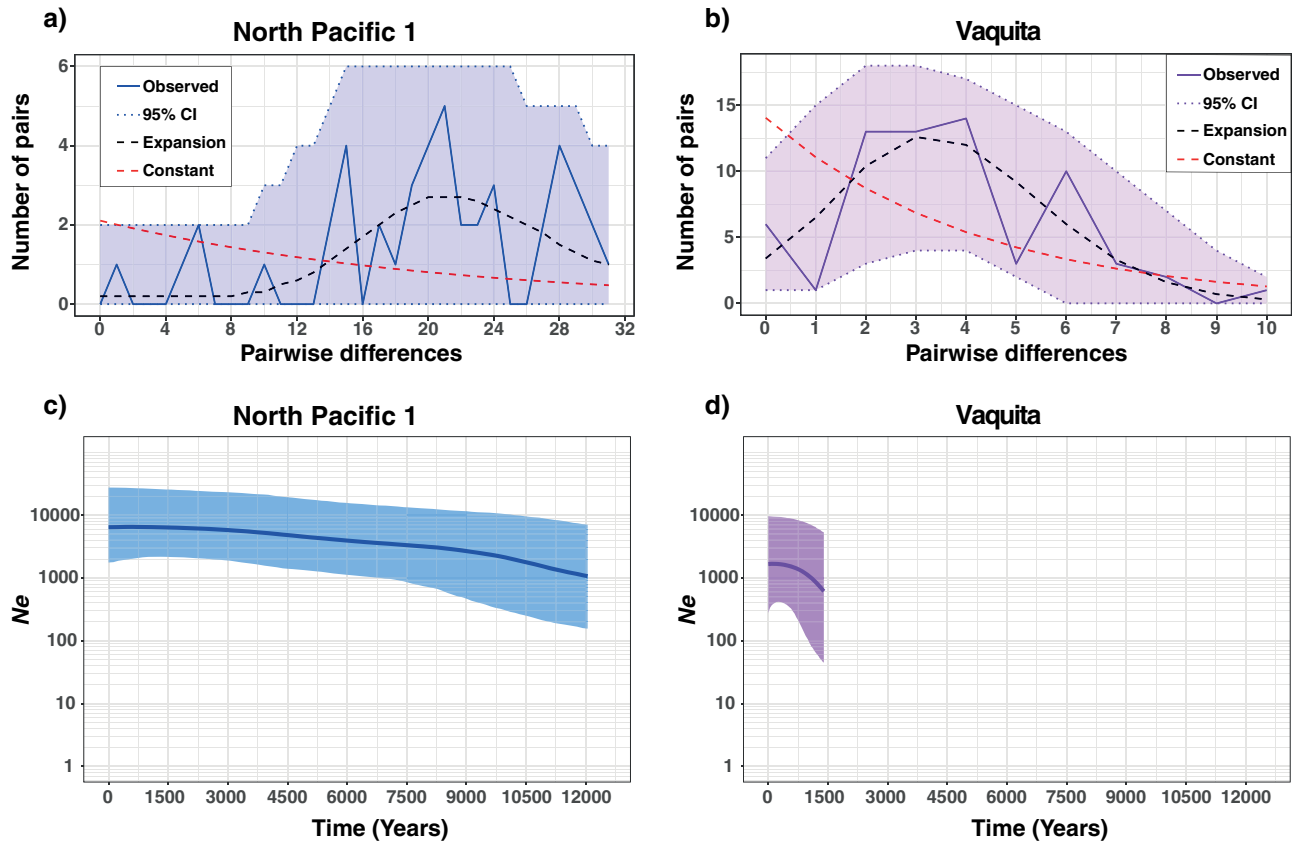 a)
North Pacific 1
Number of pairs
6
4
2
0
Observed
95% CI
Expansion
Constant
0 4 8 12 16 20 24 28 32
Pairwise differences
b)
Vaquita
Number of pairs
15
10
5
0
Observed
95% CI
Expansion
Constant
0 1 2 3 4 5 6 7 8 9 10
Pairwise differences
c)
North Pacific 1
Ne
10000
1000
100
10
1
0 1500 3000 4500 6000 7500 9000 10500 12000
Time (Years)
d)
Vaquita
Ne
10000
1000
100
10
1
0 1500 3000 4500 6000 7500 9000 10500 12000
Time (Years)